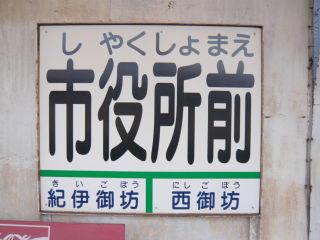 しやくしょまえ
市役所前
きいごぼう にしごぼう
紀伊御坊 西御坊